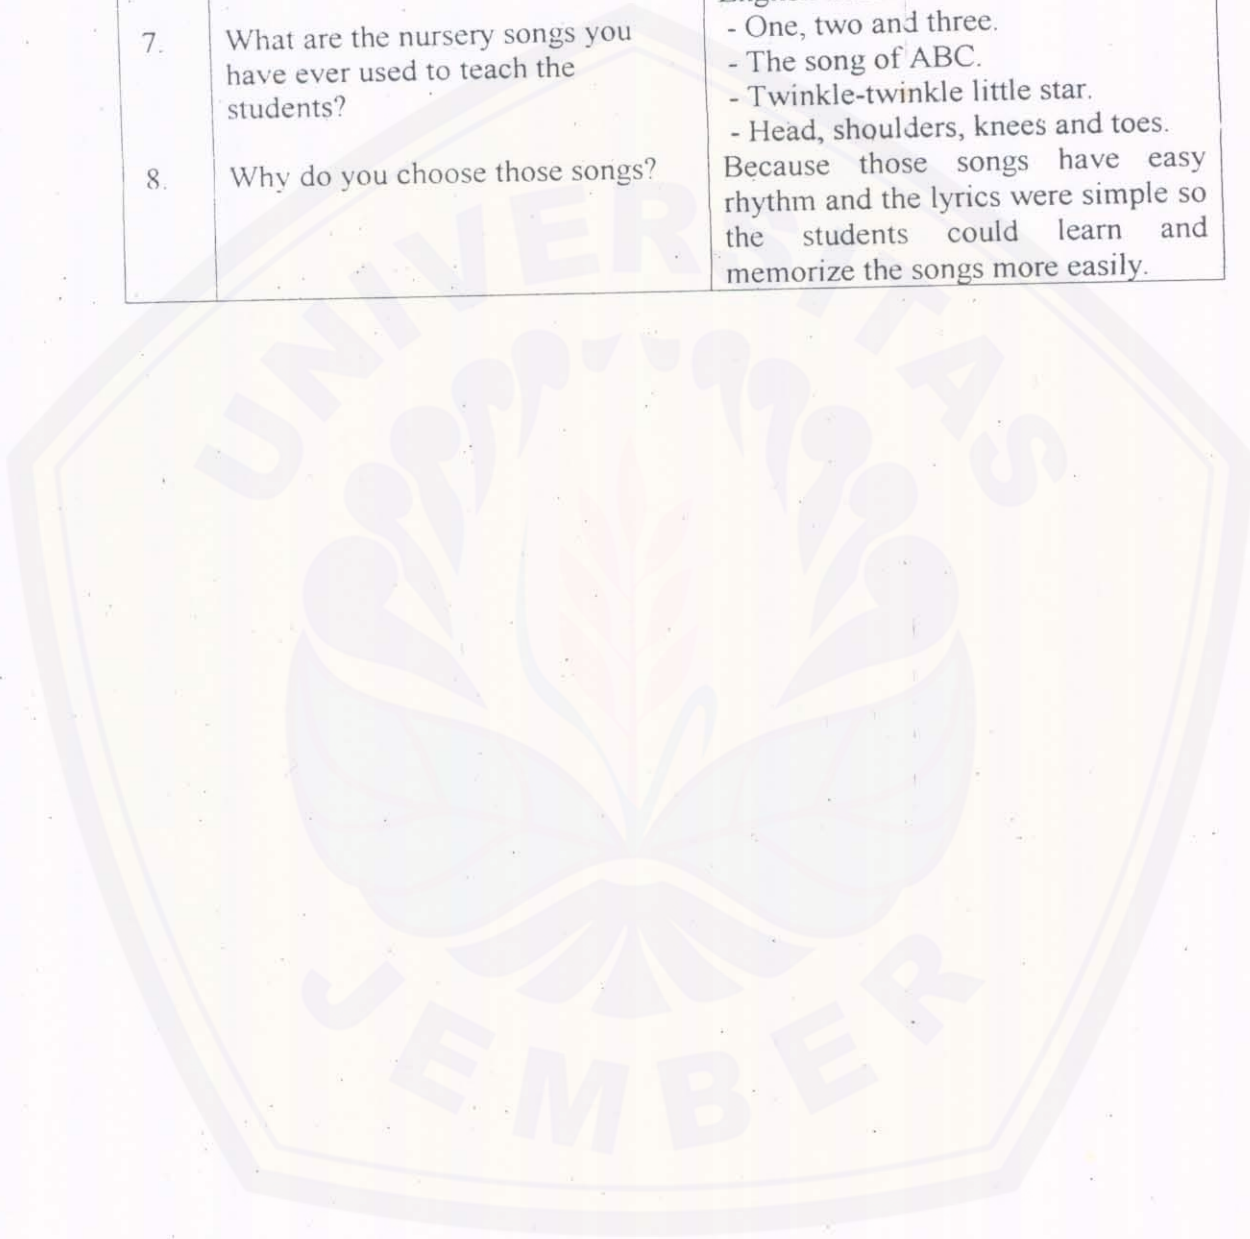 7.
What are the nursery songs you
have ever used to teach the
students?
- One, two and three.
- The song of ABC.
- Twinkle-twinkle little star.
- Head, shoulders, knees and toes.
8.
Why do you choose those songs?
Because those songs have easy
rhythm and the lyrics were simple so
the students could learn and
memorize the songs more easily.
UNIVERSITAS
JEMBER